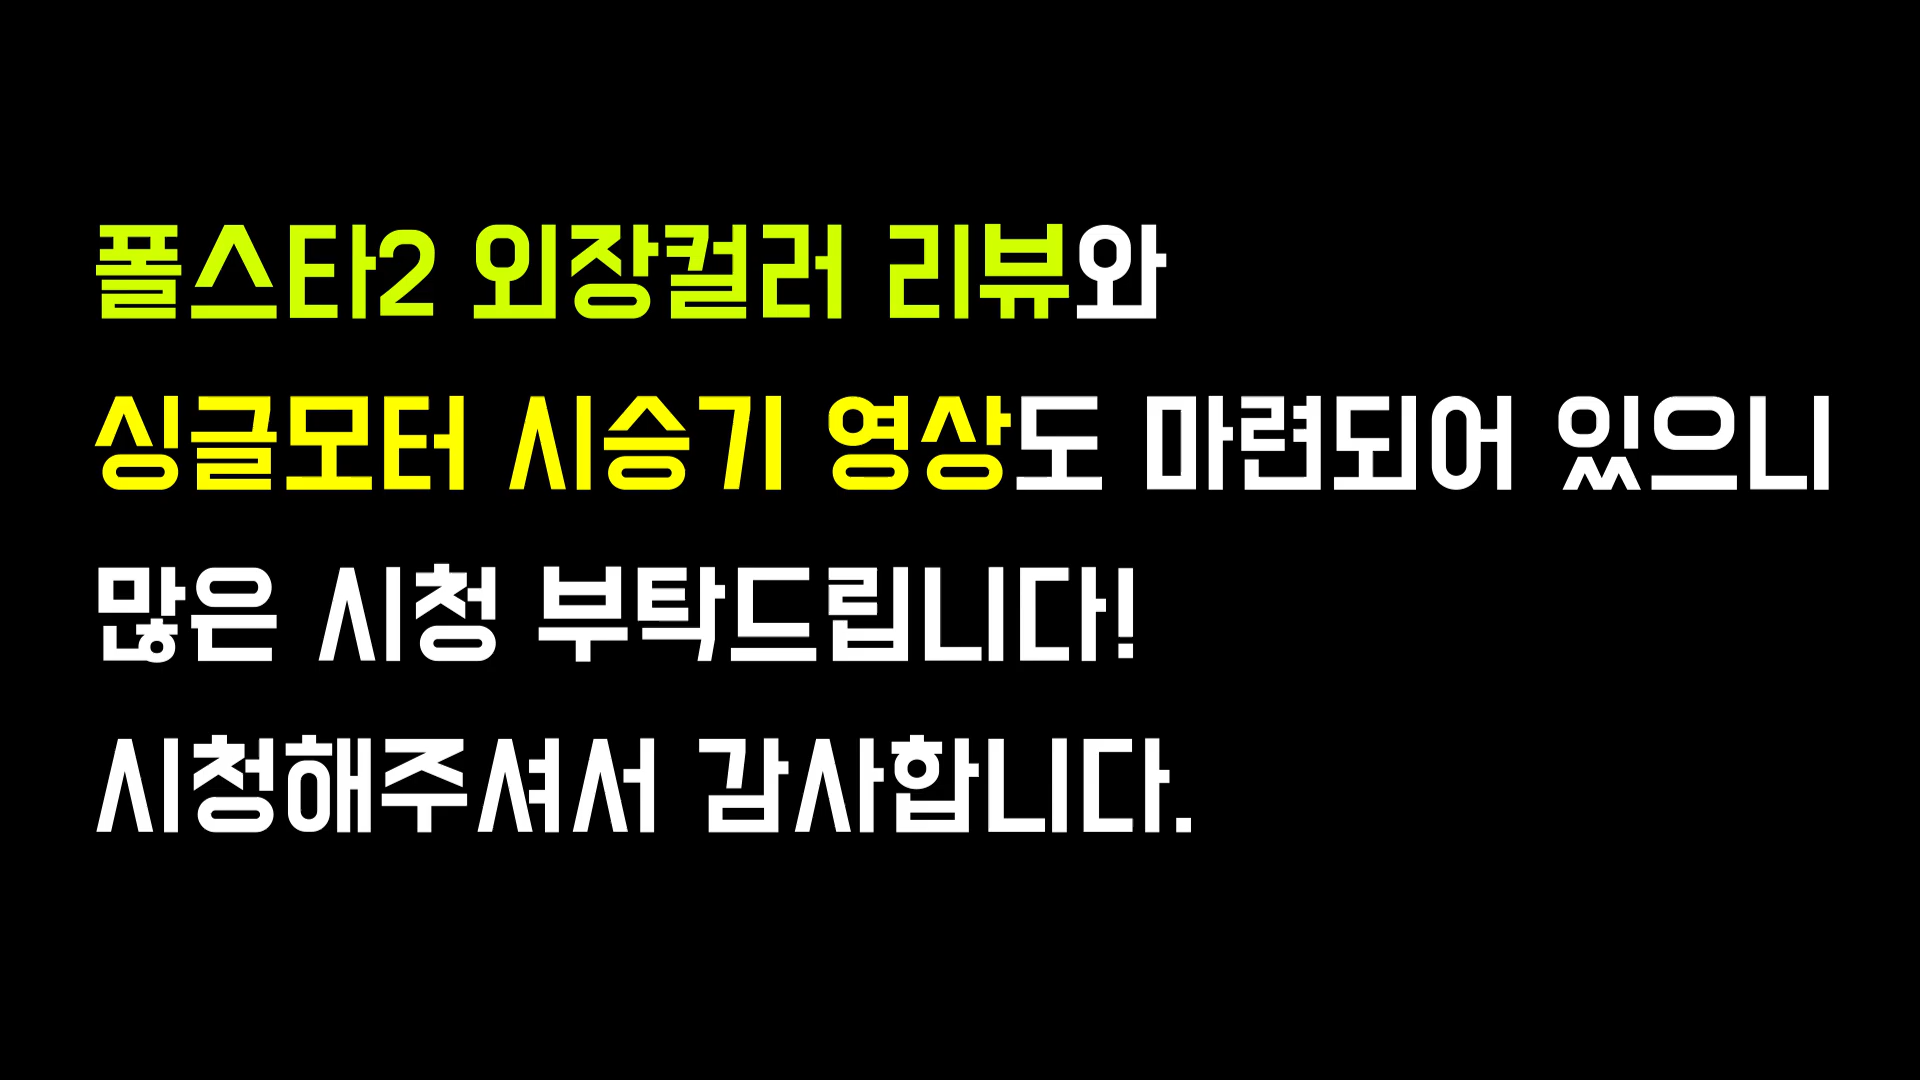 폴스타2 외장컬러 리뷰와
싱글모터 시승기 영상도 마련되어 있으니
많은 시청 부탁드립니다!
시청해주셔서 감사합니다.